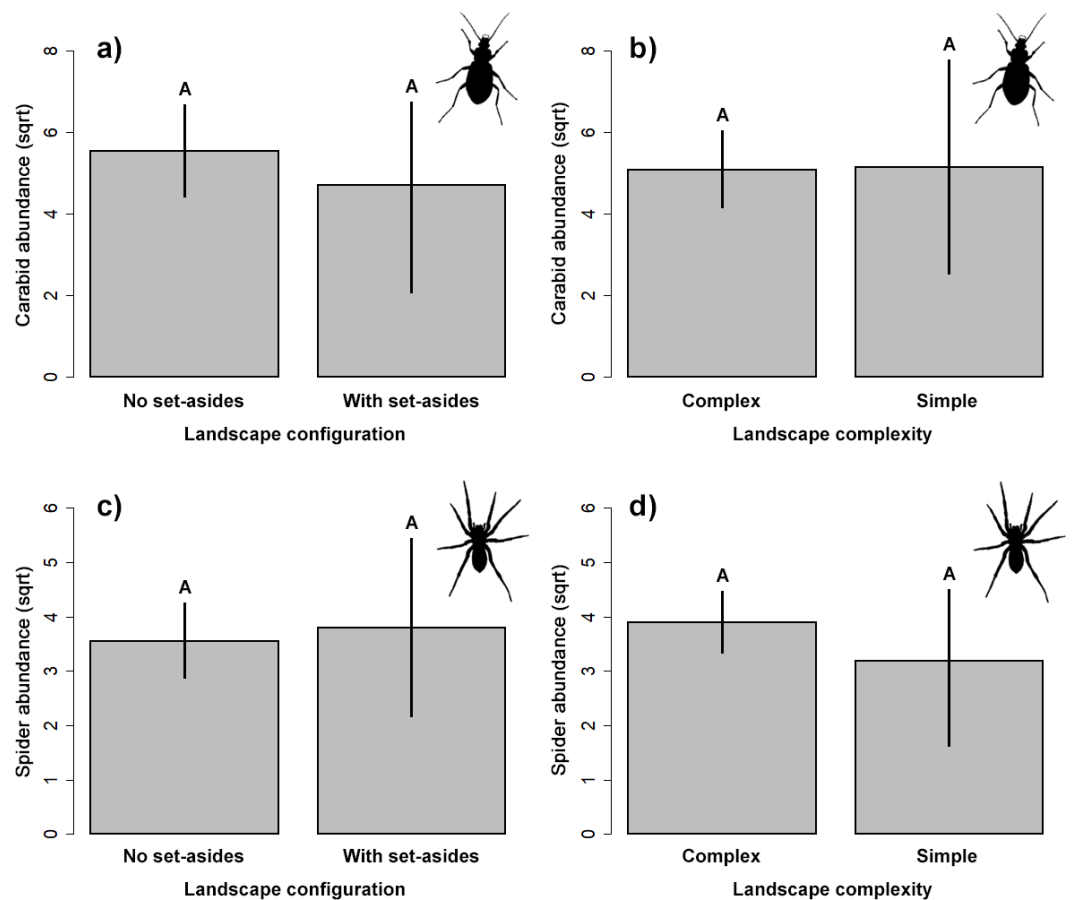 a)
A
A
8
6
4
2
0
Carabid abundance (sqrt)
No set-asides
With set-asides
Landscape configuration
b)
A
A
8
6
4
2
0
Carabid abundance (sqrt)
Complex
Simple
Landscape complexity
c)
A
A
6
5
4
3
2
1
0
Spider abundance (sqrt)
No set-asides
With set-asides
Landscape configuration
d)
A
A
6
5
4
3
2
1
0
Spider abundance (sqrt)
Complex
Simple
Landscape complexity